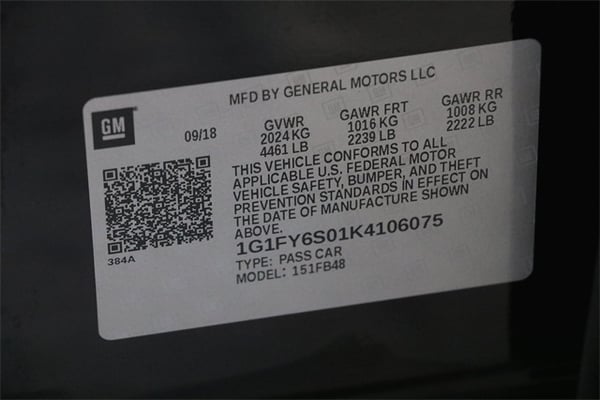 MFD BY GENERAL MOTORS LLC
GM
09/18
GVWR
2024 KG
4461 LB
GAWR FRT
1016 KG
2239 LB
GAWR RR
1008 KG
2222 LB
THIS VEHICLE CONFORMS TO ALL
APPLICABLE U.S. FEDERAL MOTOR
VEHICLE SAFETY, BUMPER, AND THEFT
PREVENTION STANDARDS IN EFFECT ON
THE DATE OF MANUFACTURE SHOWN
ABOVE.
384A
1G1FY6S01K4106075
TYPE: PASS CAR
MODEL: 151FB48